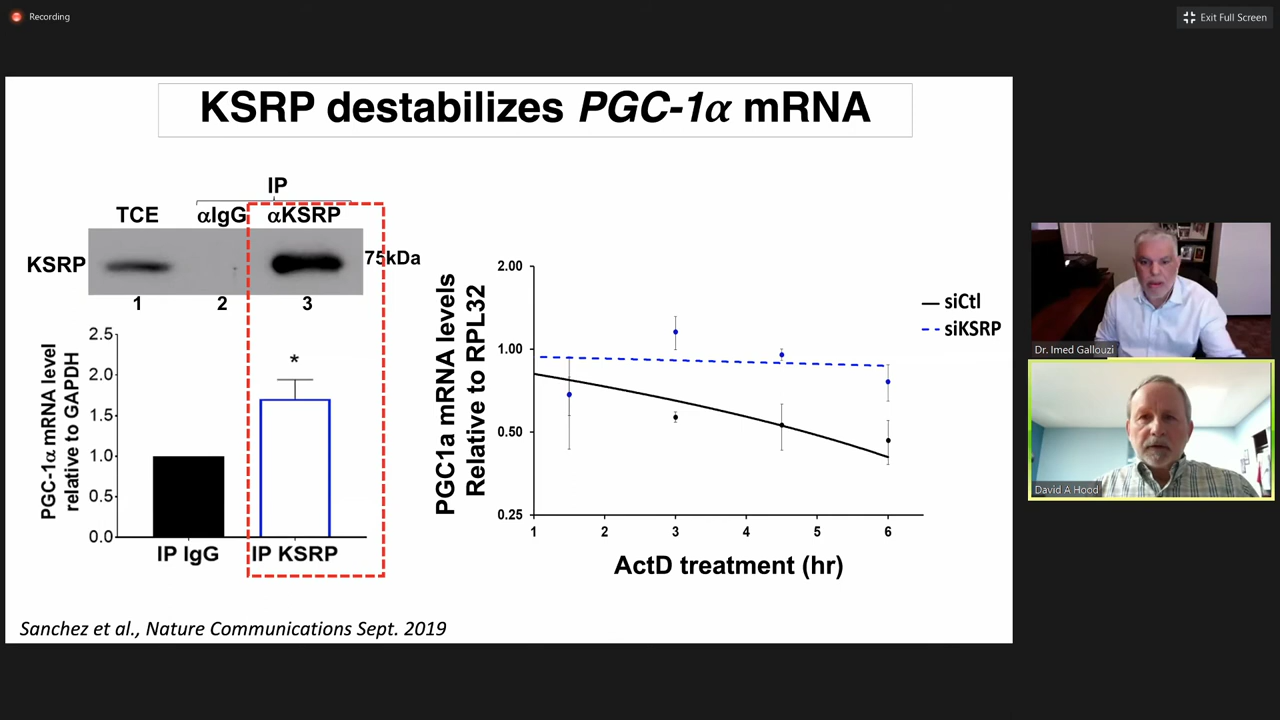 Recording
Exit Full Screen
KSRP destabilizes PGC-1α mRNA
IP
TCE αIgG αKSRP
KSRP 75kDa
1 2 3
PGC-1α mRNA level
relative to GAPDH
2.5
2.0
1.5
1.0
0.5
0.0
IP IgG IP KSRP
PGC1a mRNA levels
Relative to RPL32
2.00
1.00
0.50
0.25
1 2 3 4 5 6
ActD treatment (hr)
siCtl
siKSRP
Sanchez et al., Nature Communications Sept. 2019
Dr. Imed Gallouzi
David A Hood